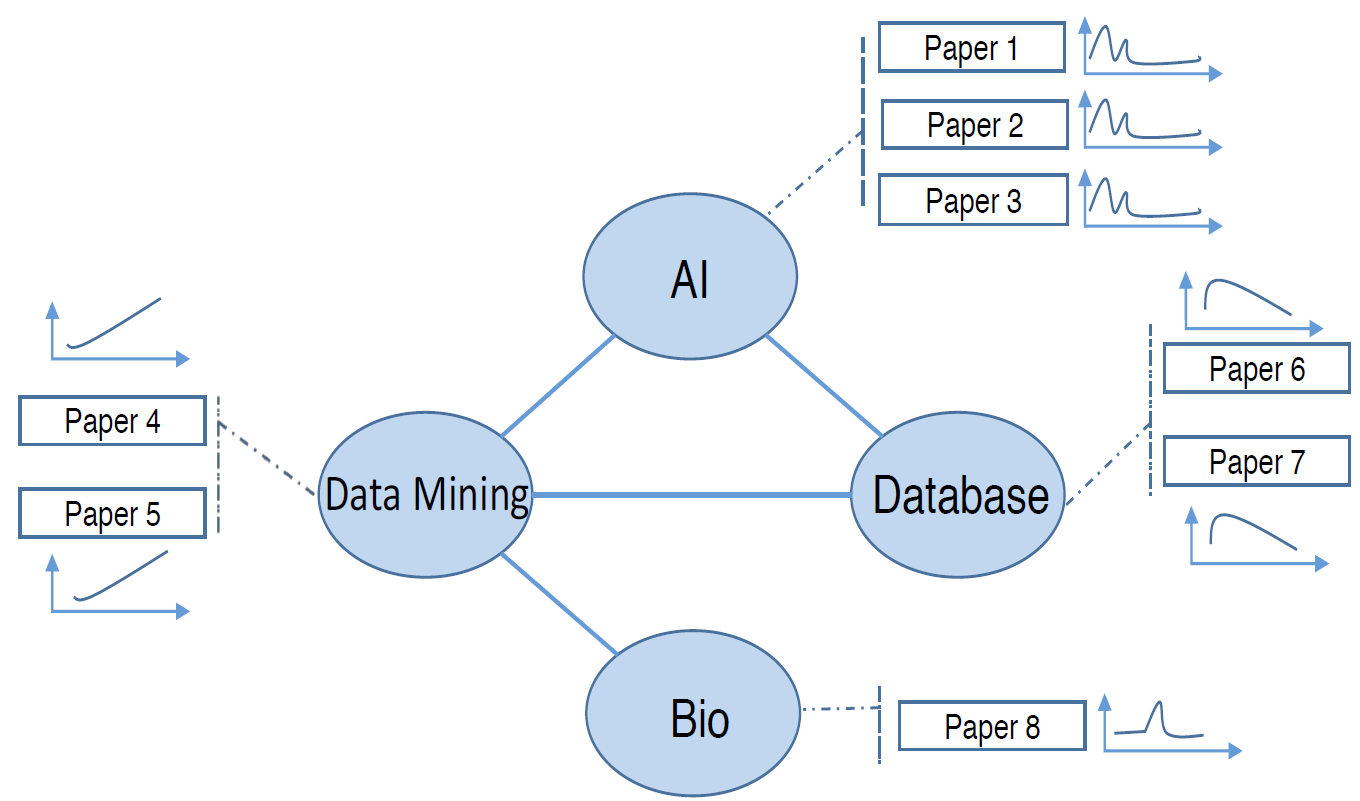 Paper 1
Paper 2
Paper 3
AI
Paper 4
Paper 5
Data Mining
Database
Paper 6
Paper 7
Bio
Paper 8